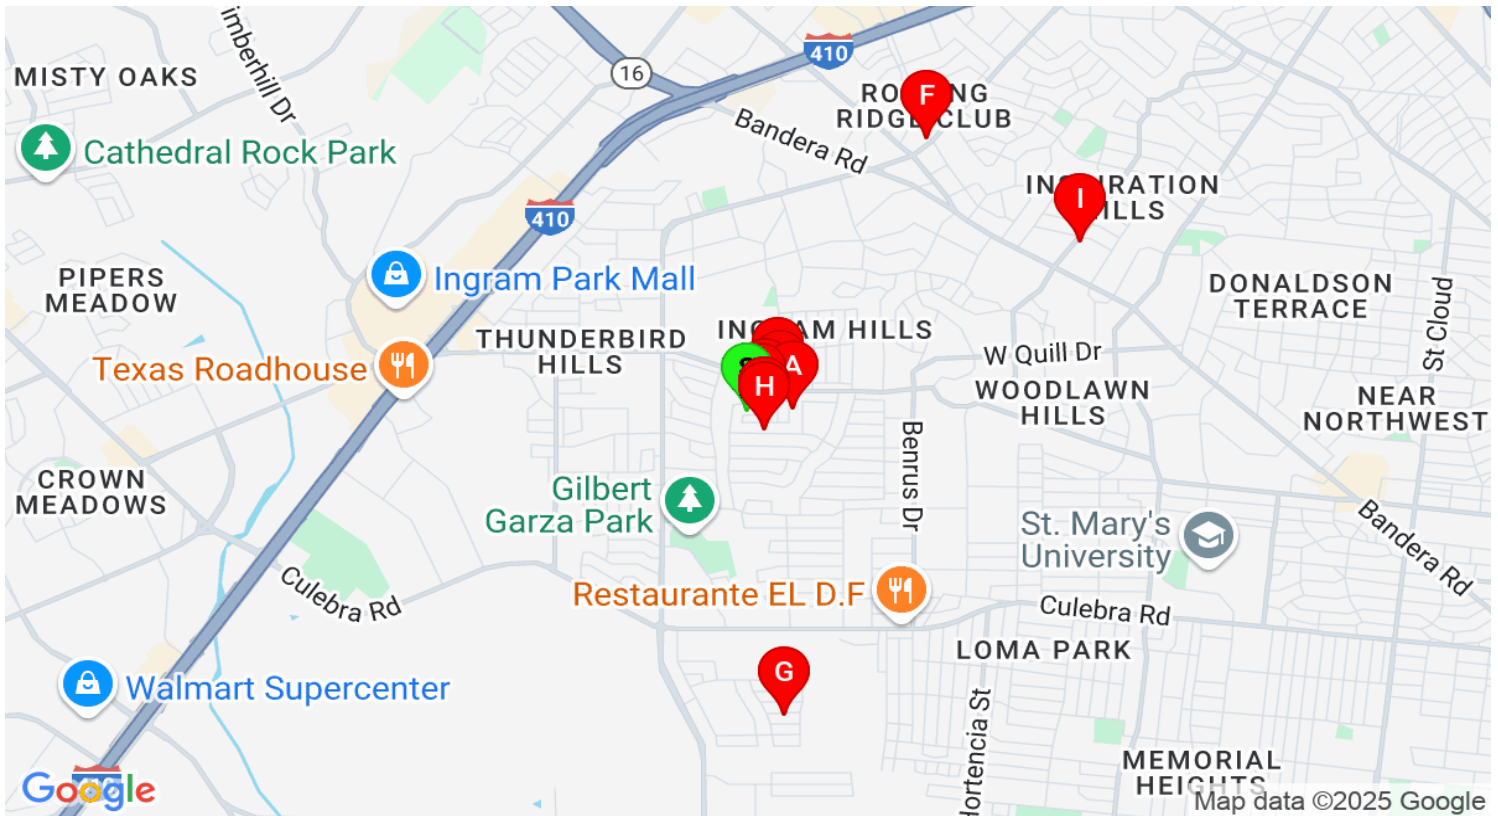 MISTY OAKS
Timberhill Dr
16
410
Bandera Rd
F
RIDGE CLUB
Cathedral Rock Park
I
410
PIPERS
MEADOW
Ingram Park Mall
DONALDSON
TERRACE
St Cloud
THUNDERBIRD
HILLS
HILLS
W Quill Dr
Texas Roadhouse
A
H
WOODLAWN
HILLS
NEAR
NORTHWEST
Benrus Dr
CROWN
MEADOWS
Gilbert
Garza Park
St. Mary's
University
Bandera Rd
Culebra Rd
Restaurante EL D.F
Culebra Rd
LOMA PARK
G
Walmart Supercenter
Hortencia St
MEMORIAL
HEIGHTS
Google
Map data ©2025 Google